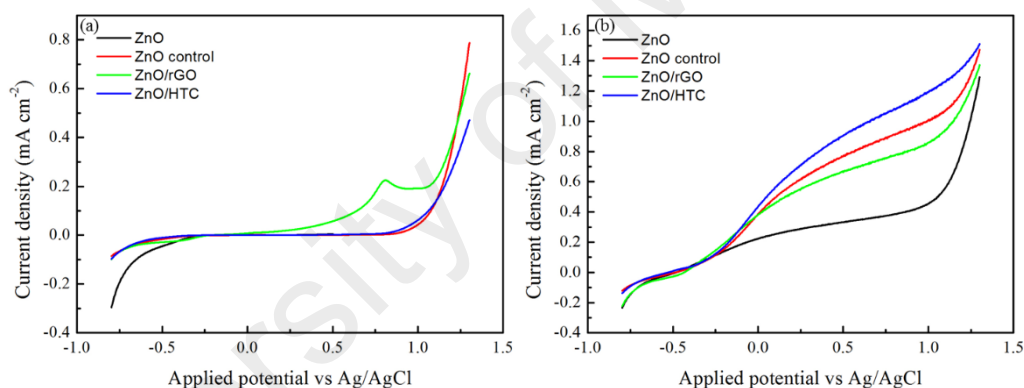 (a)
ZnO
ZnO control
ZnO/rGO
ZnO/HTC
Current density (mA cm-2)
0.8
0.6
0.4
0.2
0.0
-0.2
-0.4
-1.0 -0.5 0.0 0.5 1.0 1.5
Applied potential vs Ag/AgCl
(b)
ZnO
ZnO control
ZnO/rGO
ZnO/HTC
Current density (mA cm-2)
1.6
1.4
1.2
1.0
0.8
0.6
0.4
0.2
0.0
-0.2
-0.4
-1.0 -0.5 0.0 0.5 1.0 1.5
Applied potential vs Ag/AgCl
ersity of